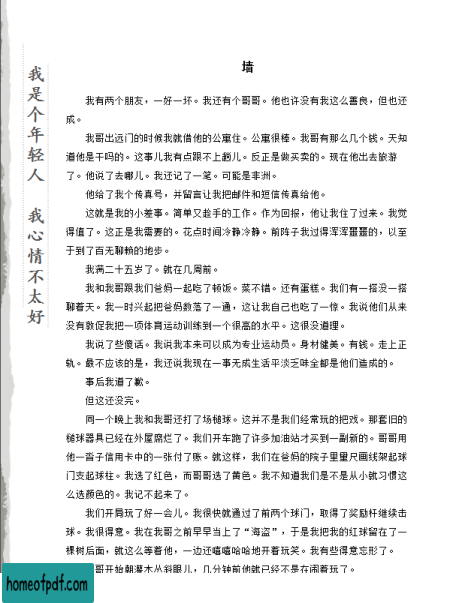 我是个年轻人 我心情不太好
墙
我有两个朋友，一好一坏。我还有个哥哥。他也许没有我这么善良，但也还
成。
我哥出远门的时候我就借他的公寓住。公寓很棒。我哥有那么几个钱。天知
道他是干吗的。这事儿我有点跟不上趟儿。反正是做买卖的。现在他出去旅游
了。他说了去哪儿。我还记了一笔。可能是非洲。
他给了我个传真号，并留言让我把邮件和短信传真给他。
这就是我的小差事。简单又趁手的工作。作为回报，他让我住了过来。我觉
得值了。这正是我需要的。花点时间冷静冷静。前阵子我过得浑浑噩噩的，以至
于到了百无聊赖的地步。
我满二十五岁了。就在几周前。
我和我哥跟我们爸妈一起吃了顿饭。菜不错。还有蛋糕。我们有一搭没一搭
聊着天。我一时兴起把爸妈数落了一通，这让我自己也吃了一惊。我说他们从来
没有敦促我把一项体育运动训练到一个很高的水平。这很没道理。
我说了些傻话。我说我本来可以成为专业运动员。身材健美。有钱。走上正
轨。最不应该的是，我还说我现在一事无成生活平淡乏味全都是他们造成的。
事后我道了歉。
但这还没完。
同一个晚上我和我哥还打了场槌球。这并不是我们经常玩的把戏。那套旧的
槌球器具已经在外屋腐烂了。我们开车跑了许多加油站才买到一副新的。哥哥用
他一沓子信用卡中的一张付了账。就这样，我们在爸妈的院子里量尺画线架起球
门支起球柱。我选了红色，而哥哥选了黄色。我不知道我们是不是从小就习惯这
么选颜色的。我记不起来了。
我们开局玩了好一会儿。我很快就通过了前两个球门，取得了奖励杆继续击
球。我很得意。我在我哥之前早早当上了“海盗”，于是我把我的红球留在了一
棵树后面，就这么等着他，一边还嘻嘻哈哈地开着玩笑。我有些得意忘形了。
哥开始朝灌木丛斜眼儿，几分钟前他就已经不是在闹着玩了。
homeofpdf.com